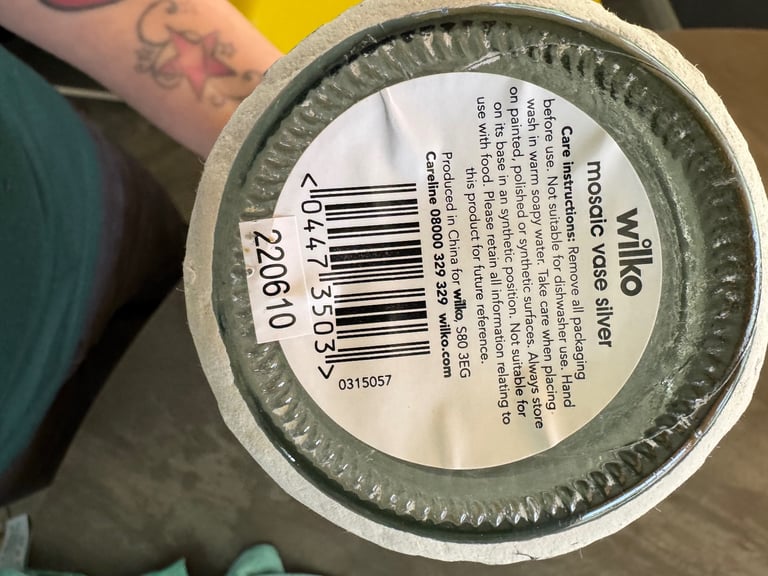 wilko
mosaic vase silver
Care instructions: Remove all packaging
before use. Not suitable for dishwasher use. Hand
wash in warm soapy water. Take care when placing
on painted, polished or synthetic surfaces. Always store
on its base in an synthetic position. Not suitable for
use with food. Please retain all information relating to
this product for future reference.
Produced in China for wilko, S80 3EG
Careline 08000 329 329 wilko.com
0315057
<0447 3503>
220610